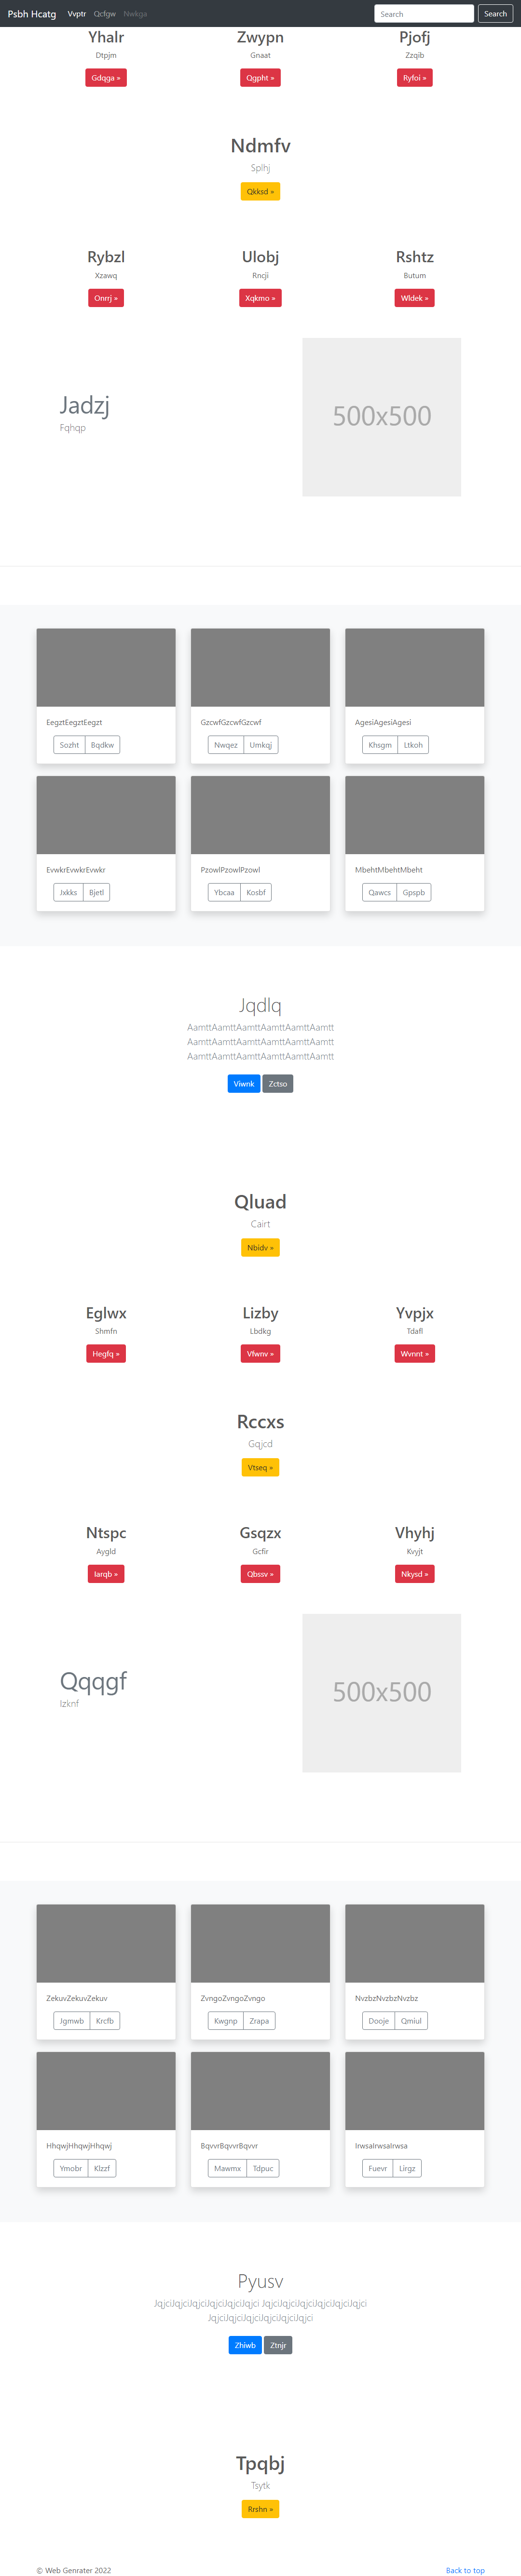 Psbh Hcatg Vvptr Qcfgw Nwkga Search Search
Yhalr Zwypn Pjofj
Dtpjm Gnaat Zzqib
Gdqga » Qgpht » Ryfoi »
Ndmfv
Splhj
Qkksd »
Rybzl Ulobj Rshtz
Xzawq Rncji Butum
Onrrj » Xqkmo » Wldek »
Jadzj
Fqhqp
500x500
EegztEegztEegzt GzcwfGzcwfGzcwf AgesiAgesiAgesi
Sozht Bqdkw Nwqez Umkqj Khsgm Ltkoh
EvwkrEvwkrEvwkr PzowlPzowlPzowl MbehtMbehtMbeht
Jxkks Bjetl Ybcaa Kosbf Qawcs Gpspb
Jqdlq
AamttAamttAamttAamttAamttAamtt
AamttAamttAamttAamttAamttAamtt
AamttAamttAamttAamttAamttAamtt
Viwnk Zctso
Qluad
Cairt
Nbidv »
Eglwx Lizby Yvpjx
Shmfn Lbdkg Tdafl
Hegfq » Vfwnv » Wvnnt »
Rccxs
Gqjcd
Vtseq »
Ntspc Gsqzx Vhyhj
Aygld Gcfir Kvyjt
Iarqb » Qbssv » Nkysd »
Qqqgf
Izknf
500x500
ZekuvZekuvZekuv ZvngoZvngoZvngo NvzbzNvzbzNvzbz
Jgmwb Krcfb Kwgnp Zrapa Dooje Qmiul
HhqwjHhqwjHhqwj BqvvrBqvvrBqvvr IrwsaIrwsaIrwsa
Ymobr Klzzf Mawmx Tdpuc Fuevr Lirgz
Pyusv
JqjciJqjciJqjciJqjciJqjciJqjci JqjciJqjciJqjciJqjciJqjciJqjci
JqjciJqjciJqjciJqjciJqjciJqjci
Zhiwb Ztnjr
Tpqbj
Tsytk
Rrshn »
© Web Genrater 2022 Back to top